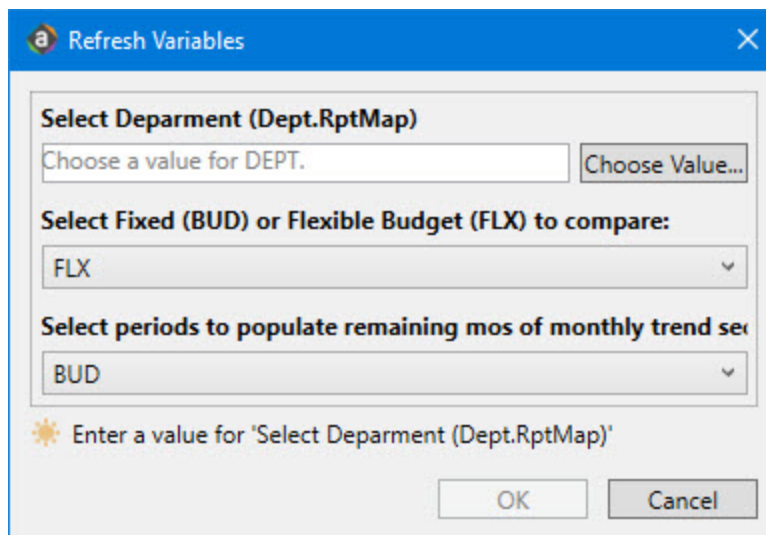 Refresh Variables
Select Deparment (Dept.RptMap)
Choose a value for DEPT.
Choose Value...
Select Fixed (BUD) or Flexible Budget (FLX) to compare:
FLX
Select periods to populate remaining mos of monthly trend sec
BUD
Enter a value for 'Select Deparment (Dept.RptMap)'
OK
Cancel